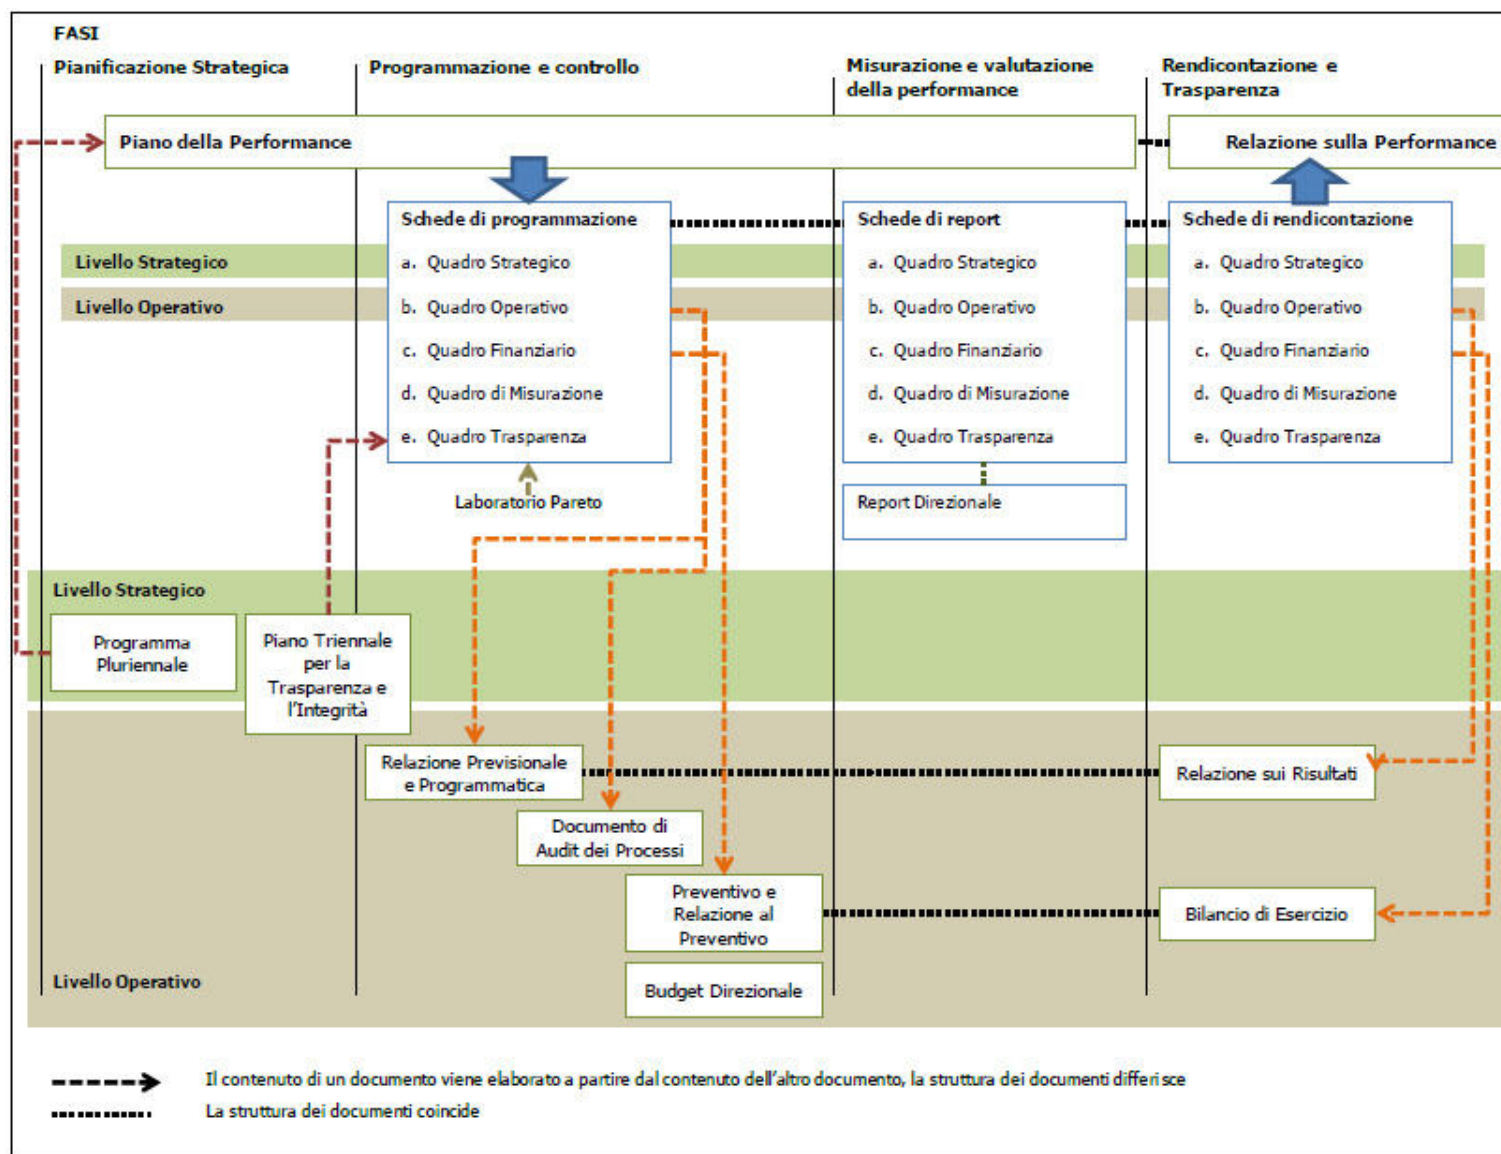 FASI
Pianificazione Strategica
Programmazione e controllo
Misurazione e valutazione
della performance
Rendicontazione e
Trasparenza
Piano della Performance
Relazione sulla Performance
Schede di programmazione
a. Quadro Strategico
b. Quadro Operativo
c. Quadro Finanziario
d. Quadro di Misurazione
e. Quadro Trasparenza
Schede di report
a. Quadro Strategico
b. Quadro Operativo
c. Quadro Finanziario
d. Quadro di Misurazione
e. Quadro Trasparenza
Schede di rendicontazione
a. Quadro Strategico
b. Quadro Operativo
c. Quadro Finanziario
d. Quadro di Misurazione
e. Quadro Trasparenza
Livello Strategico
Livello Operativo
Laboratorio Pareto
Report Direzionale
Livello Strategico
Programma
Pluriennale
Piano Triennale
per la
Trasparenza e
l'Integrità
Relazione Previsionale
e Programmatica
Relazione sui Risultati
Documento di
Audit dei Processi
Preventivo e
Relazione al
Preventivo
Bilancio di Esercizio
Livello Operativo
Budget Direzionale
Il contenuto di un documento viene elaborato a partire dal contenuto dell'altro documento, la struttura dei documenti differisce
La struttura dei documenti coincide